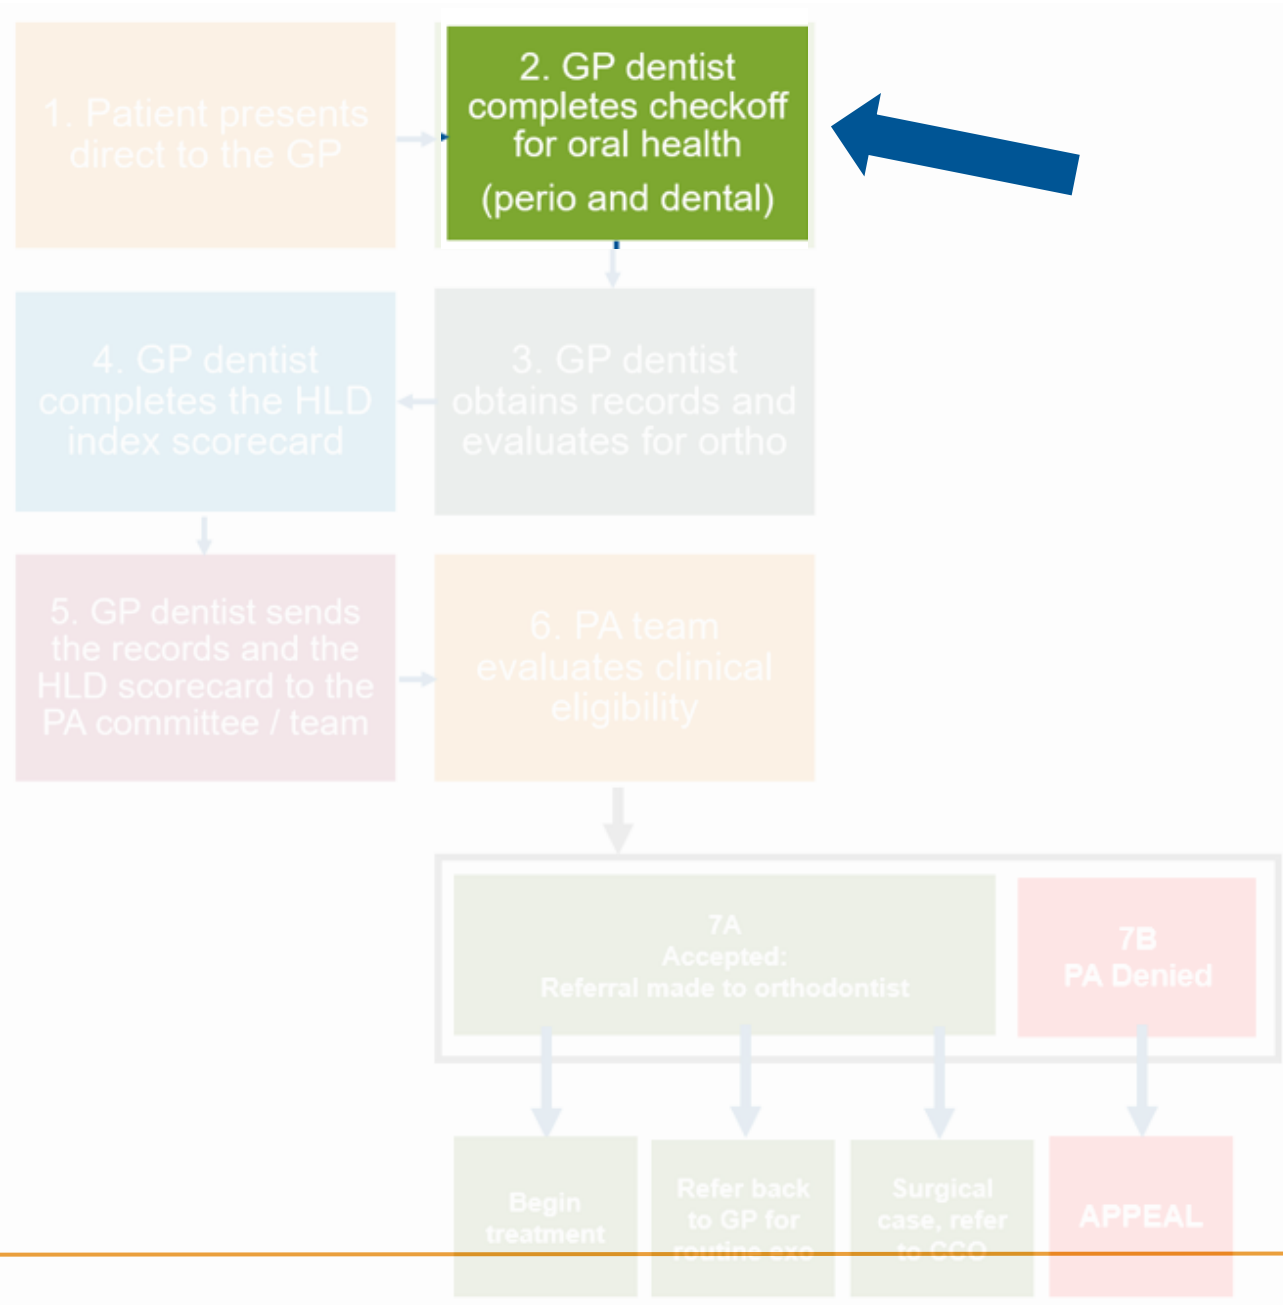 1. Patient presents
direct to the GP
2. GP dentist
completes checkoff
for oral health
(perio and dental)
4. GP dentist
completes the HLD
index scorecard
3. GP dentist
obtains records and
evaluates for ortho
5. GP dentist sends
the records and the
HLD scorecard to the
PA committee / team
6. PA team
evaluates clinical
eligibility
7A
Accepted:
Referral made to orthodontist
7B
PA Denied
Begin
treatment
Refer back
to GP for
routine exo
Surgical
case, refer
to CCO
APPEAL